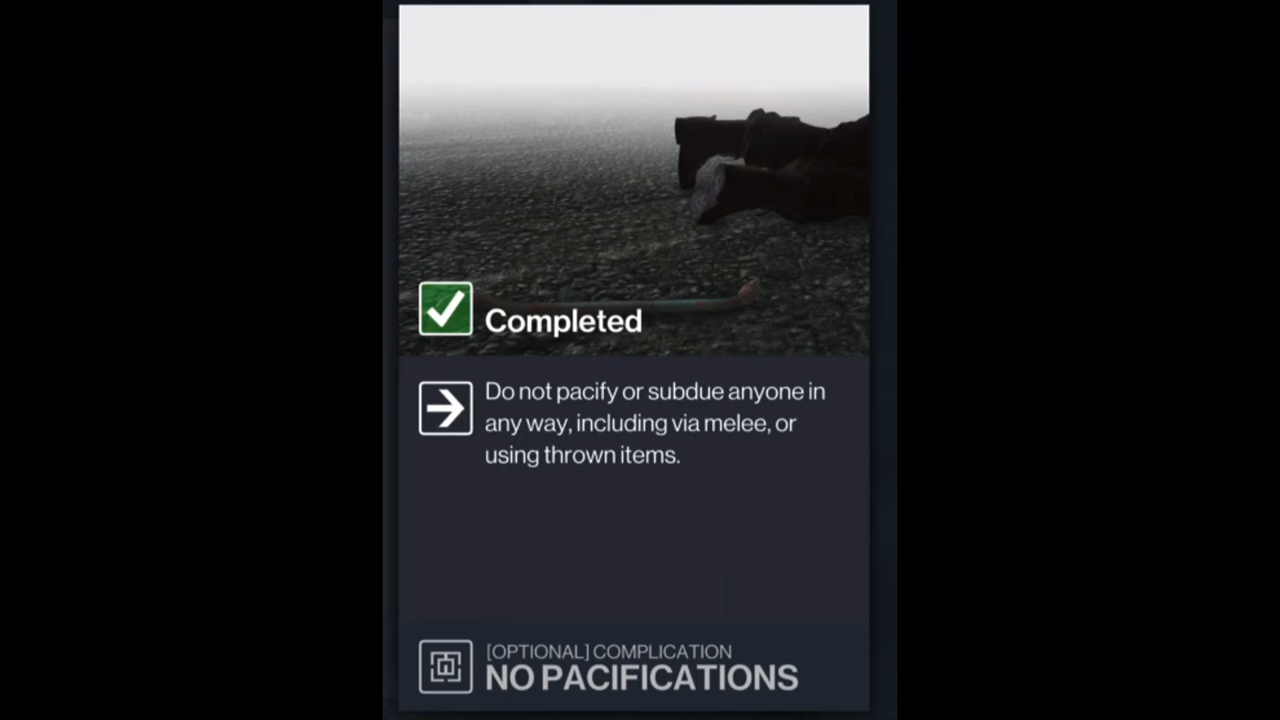 Completed
Do not pacify or subdue anyone in
any way, including via melee, or
using thrown items.
[OPTIONAL] COMPLICATION
NO PACIFICATIONS